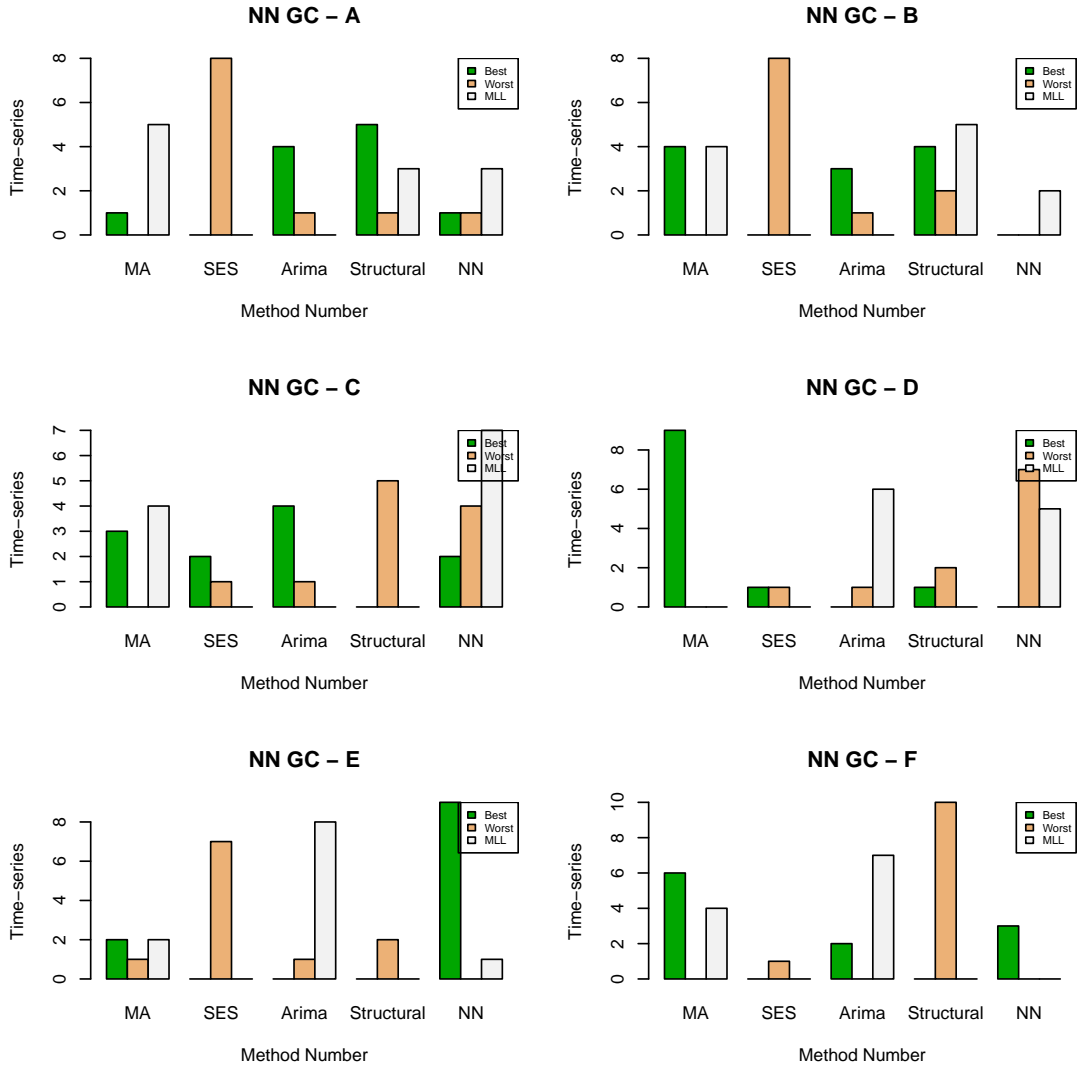 NN GC − A
Time−series
0 2 4 6 8
Best
Worst
MLL
MA SES Arima Structural NN
Method Number
NN GC − B
Time−series
0 2 4 6 8
Best
Worst
MLL
MA SES Arima Structural NN
Method Number
NN GC − C
Time−series
0 1 2 3 4 5 6 7
Best
Worst
MLL
MA SES Arima Structural NN
Method Number
NN GC − D
Time−series
0 2 4 6 8
Best
Worst
MLL
MA SES Arima Structural NN
Method Number
NN GC − E
Time−series
0 2 4 6 8
Best
Worst
MLL
MA SES Arima Structural NN
Method Number
NN GC − F
Time−series
0 2 4 6 8 10
Best
Worst
MLL
MA SES Arima Structural NN
Method Number